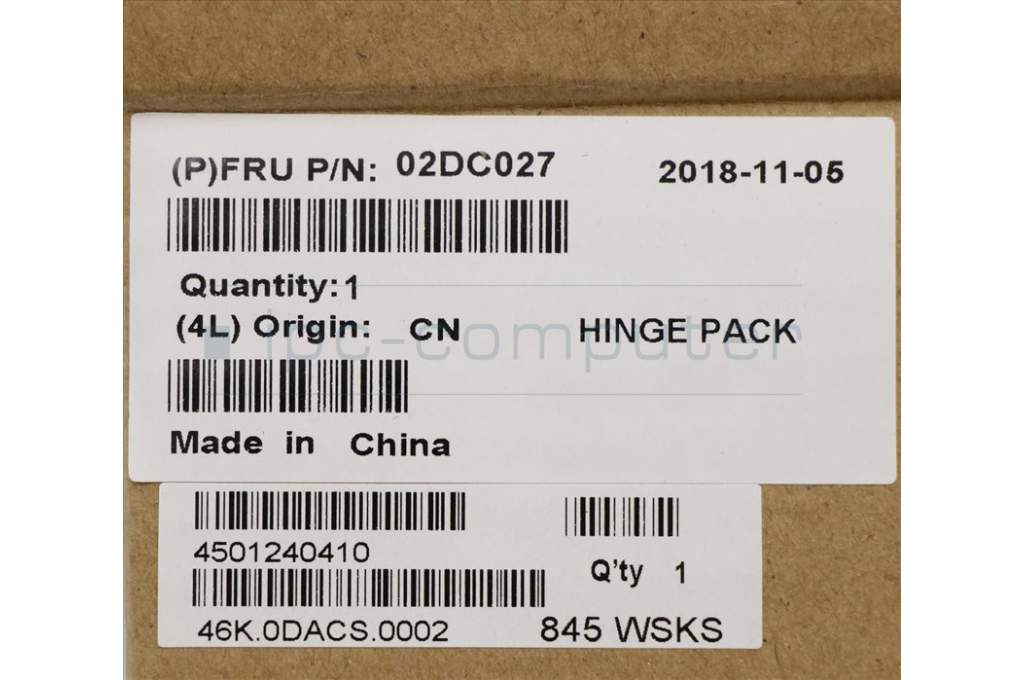 (P)FRU P/N: 02DC027 2018-11-05
Quantity:1
(4L) Origin: CN HINGE PACK
ipc-computer
Made in China
4501240410
Q'ty 1
46K.0DACS.0002 845 WSKS